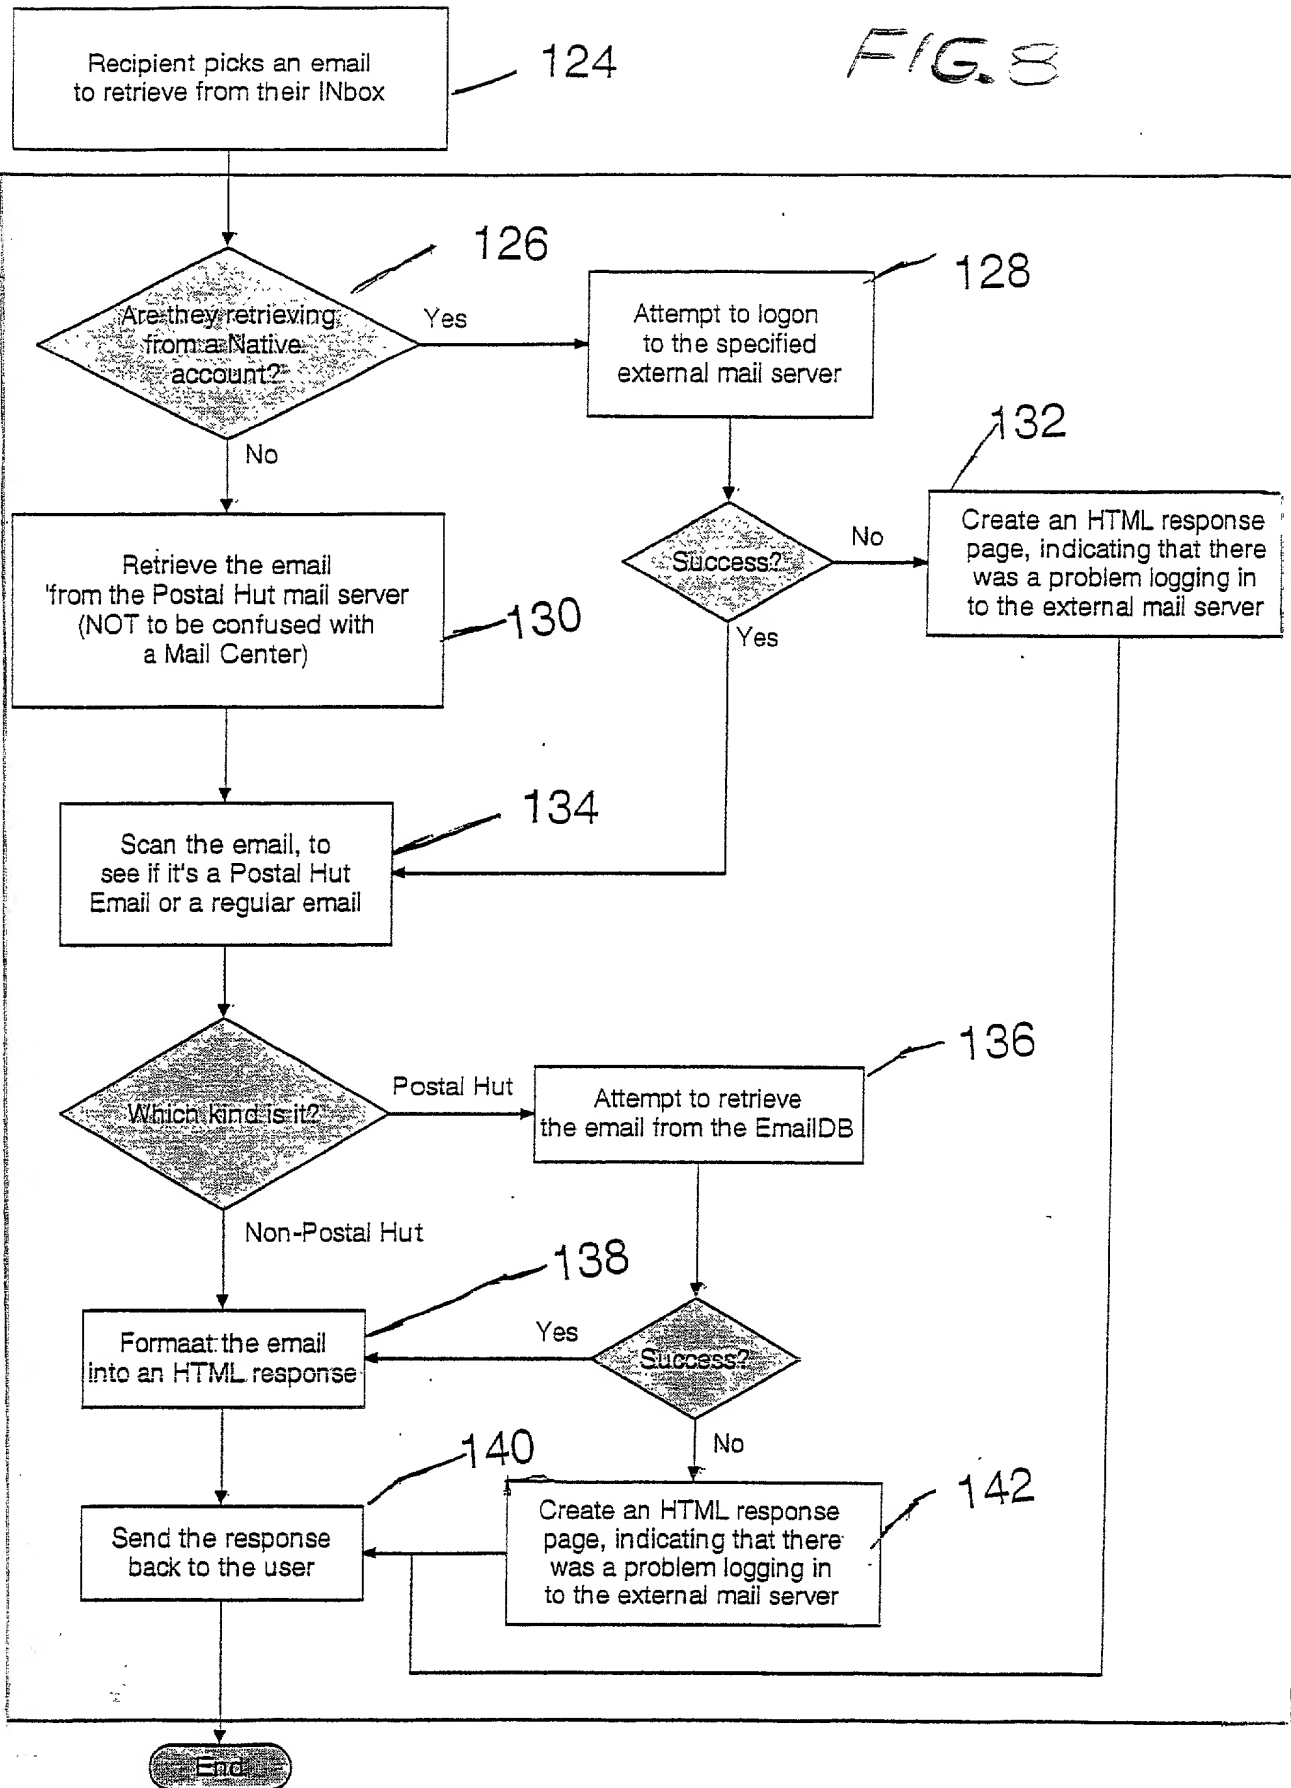 FIG. 8
Recipient picks an email
to retrieve from their INbox
124
126
Are they retrieving
from a Native
account?
Yes
No
128
Attempt to logon
to the specified
external mail server
132
Success?
No
Yes
Create an HTML response
page, indicating that there
was a problem logging in
to the external mail server
Retrieve the email
'from the Postal Hut mail server
(NOT to be confused with
a Mail Center)
130
134
Scan the email, to
see if it's a Postal Hut
Email or a regular email
136
Which kind is it?
Postal Hut
Non-Postal Hut
Attempt to retrieve
the email from the EmailDB
138
Formaat the email
into an HTML response
Yes
Success?
No
140
Send the response
back to the user
142
Create an HTML response
page, indicating that there
was a problem logging in
to the external mail server
End